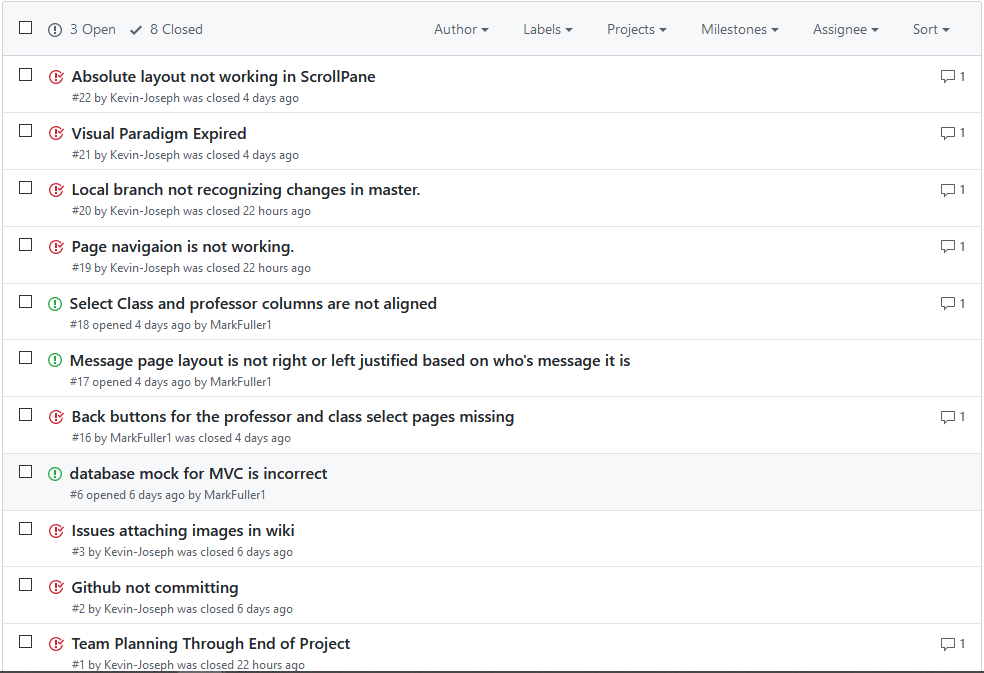 3 Open 8 Closed Author Labels Projects Milestones Assignee Sort
Absolute layout not working in ScrollPane 1
#22 by Kevin-Joseph was closed 4 days ago
Visual Paradigm Expired 1
#21 by Kevin-Joseph was closed 4 days ago
Local branch not recognizing changes in master. 1
#20 by Kevin-Joseph was closed 22 hours ago
Page navigaion is not working. 1
#19 by Kevin-Joseph was closed 22 hours ago
Select Class and professor columns are not aligned 1
#18 opened 4 days ago by MarkFuller1
Message page layout is not right or left justified based on who's message it is
#17 opened 4 days ago by MarkFuller1
Back buttons for the professor and class select pages missing 1
#16 by MarkFuller1 was closed 4 days ago
database mock for MVC is incorrect
#6 opened 6 days ago by MarkFuller1
Issues attaching images in wiki
#3 by Kevin-Joseph was closed 6 days ago
Github not committing
#2 by Kevin-Joseph was closed 6 days ago
Team Planning Through End of Project 1
#1 by Kevin-Joseph was closed 22 hours ago